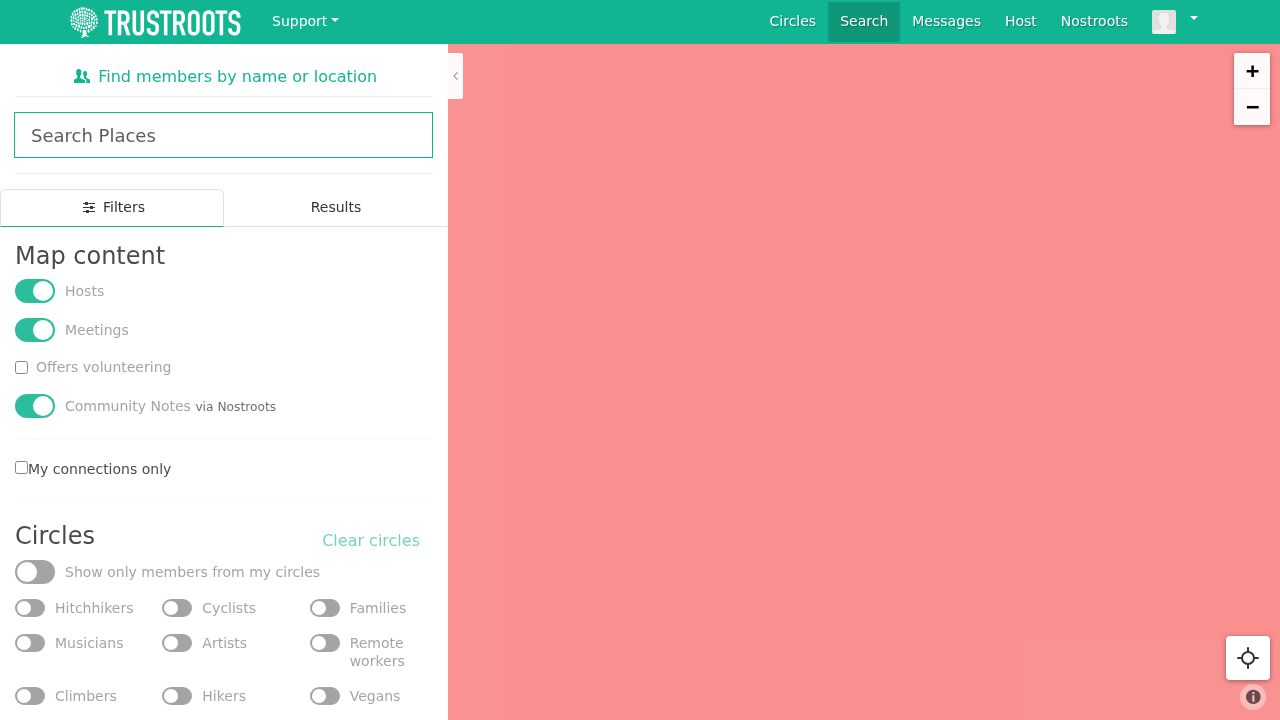 TRUSTROOTS
Support
Circles
Search
Messages
Host
Nostroots
Find members by name or location
Search Places
Filters
Results
Map content
Hosts
Meetings
Offers volunteering
Community Notes via Nostroots
My connections only
Circles
Clear circles
Show only members from my circles
Hitchhikers
Cyclists
Families
Musicians
Artists
Remote
workers
Climbers
Hikers
Vegans
+
−